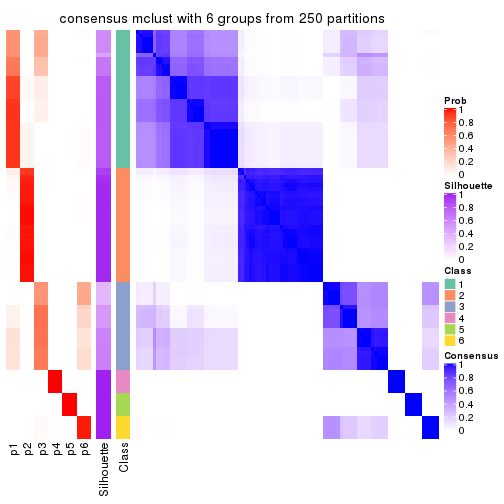 consensus mclust with 6 groups from 250 partitions
Prob
1
0.8
0.6
0.4
0.2
0
Silhouette
1
0.8
0.6
0.4
0.2
0
Class
1
2
3
4
5
6
Consensus
1
0.8
0.6
0.4
0.2
0
p1
p2
p3
p4
p5
p6
Silhouette
Class